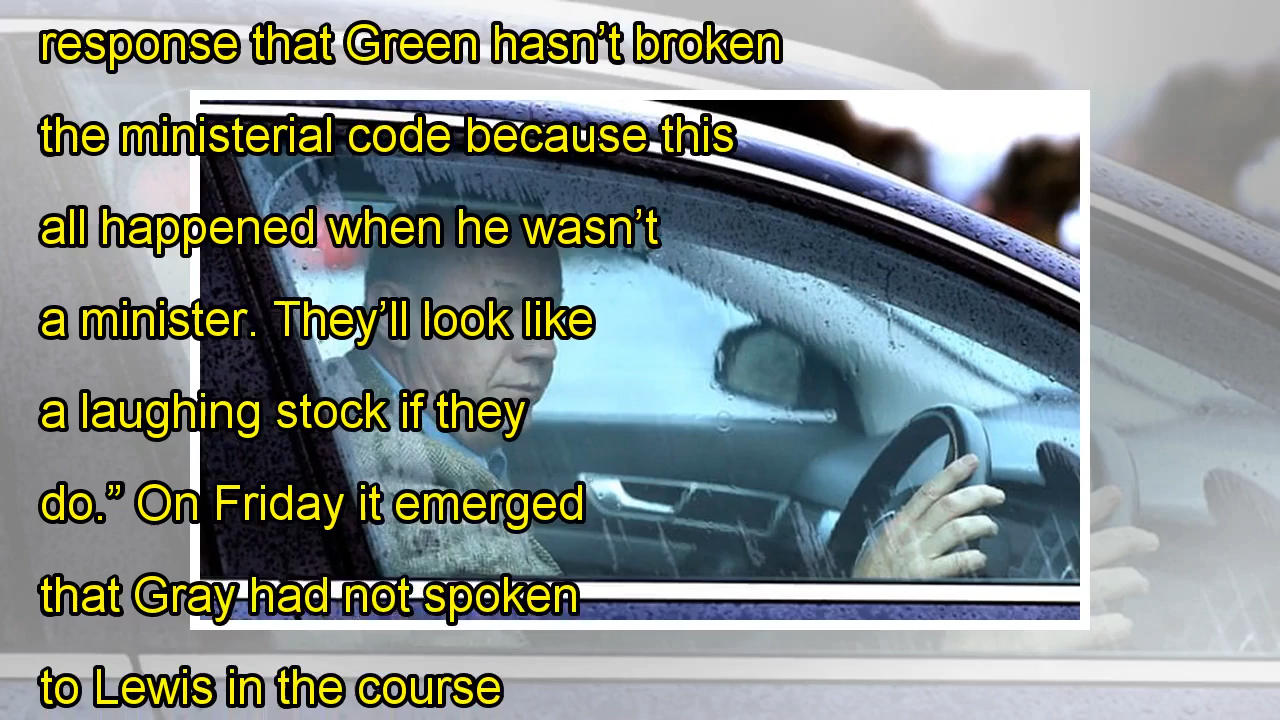 response that Green hasn’t broken
the ministerial code because this
all happened when he wasn’t
a minister. They’ll look like
a laughing stock if they
do.” On Friday it emerged
that Gray had not spoken
to Lewis in the course